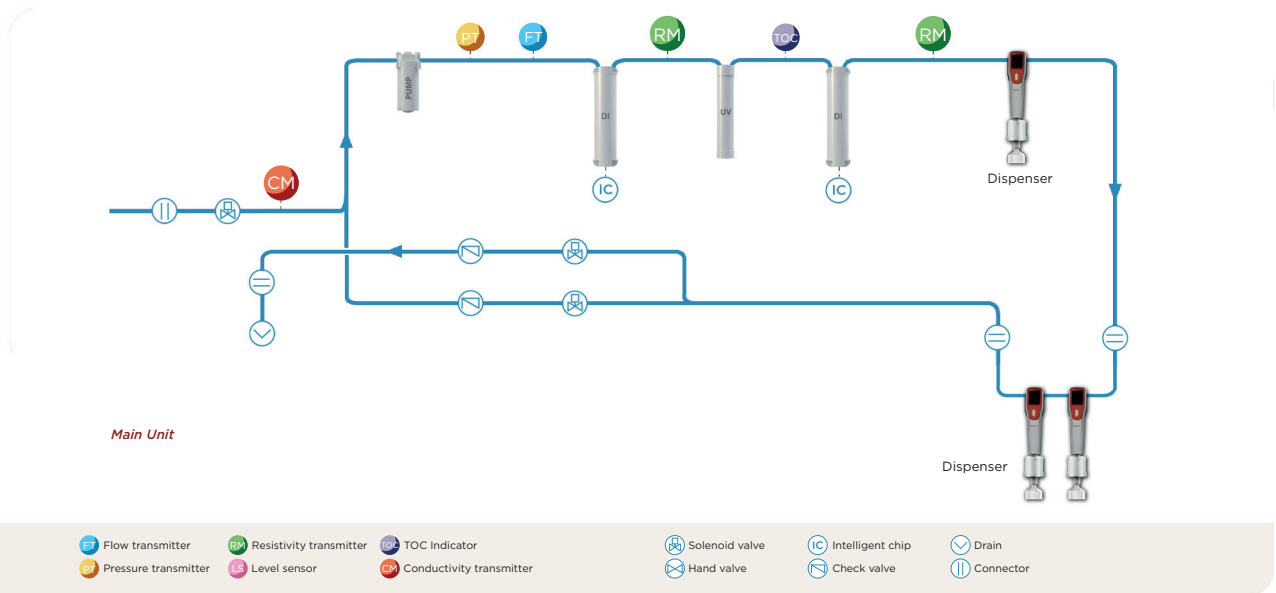 PT FT RM TOC RM
PUMP
DI UV DI
IC IC
Dispenser
CM
Main Unit
Dispenser
FT Flow transmitter RM Resistivity transmitter TOC TOC Indicator Solenoid valve IC Intelligent chip Drain
PT Pressure transmitter LS Level sensor CM Conductivity transmitter Hand valve Check valve Connector